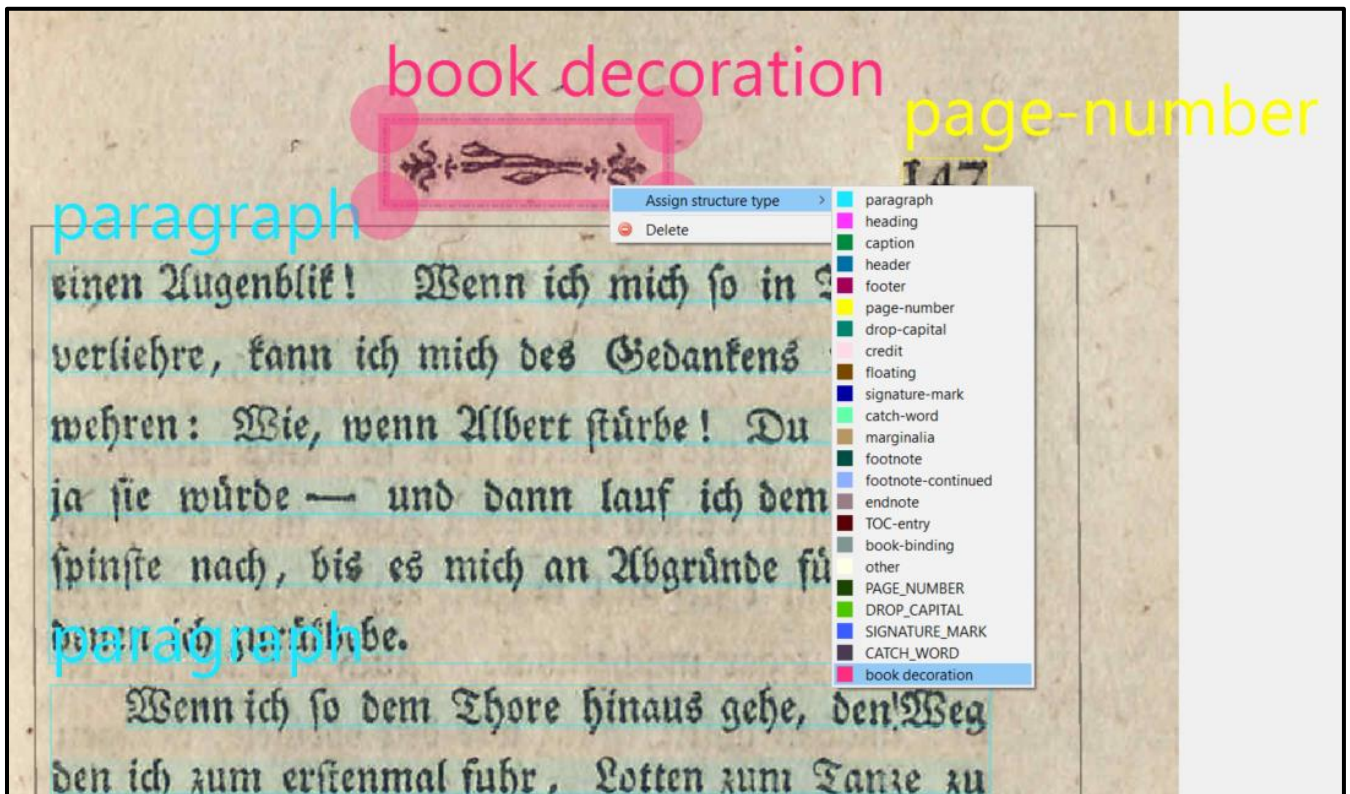 book decoration
page-number
147
paragraph
einen Augenblik! Wenn ich mich ſo in
verliehre, kann ich mich des Gedankens
wehren: Wie, wenn Albert ſtürbe! Du
ja ſie würde — und dann lauf ich dem
ſpinſte nach, bis es mich an Abgründe fü
paragraph
denen ich zurükbebe.
Wenn ich ſo dem Thore hinaus gehe, den Weg
den ich zum erſtenmal fuhr, Lotten zum Tanze zu
Assign structure type
Delete
paragraph
heading
caption
header
footer
page-number
drop-capital
credit
floating
signature-mark
catch-word
marginalia
footnote
footnote-continued
endnote
TOC-entry
book-binding
other
PAGE_NUMBER
DROP_CAPITAL
SIGNATURE_MARK
CATCH_WORD
book decoration